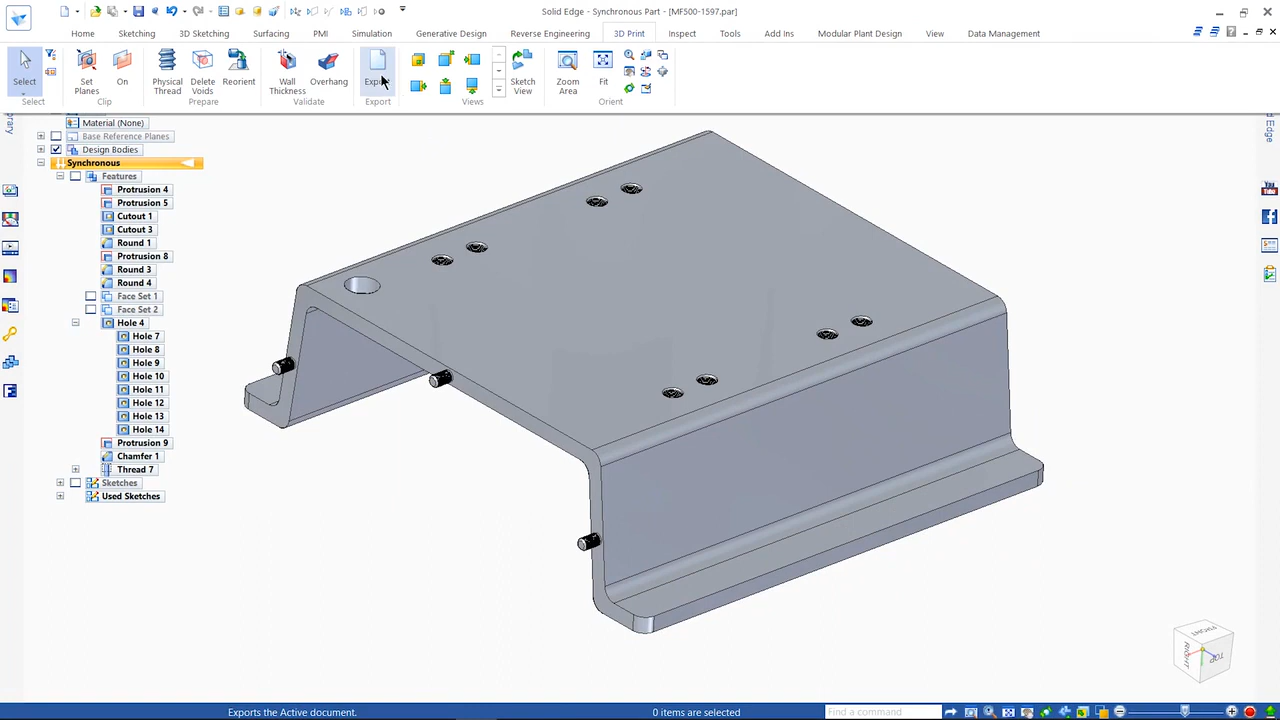 Solid Edge - Synchronous Part - [MF500-1597.par]
Home Sketching 3D Sketching Surfacing PMI Simulation Generative Design Reverse Engineering 3D Print Inspect Tools Add Ins Modular Plant Design View Data Management
Select Set Planes On Physical Thread Delete Voids Reorient Wall Thickness Overhang Sketch View Zoom Area Fit
Select Clip Prepare Validate Export Views Orient
Material (None)
Base Reference Planes
Design Bodies
Synchronous
Features
Protrusion 4
Protrusion 5
Cutout 1
Cutout 3
Round 1
Protrusion 8
Round 3
Round 4
Face Set 1
Face Set 2
Hole 4
Hole 7
Hole 8
Hole 9
Hole 10
Hole 11
Hole 12
Hole 13
Hole 14
Protrusion 9
Chamfer 1
Thread 7
Sketches
Used Sketches
You
Edge
FRONT
RIGHT
TOP
Exports the Active document. 0 items are selected Find a command